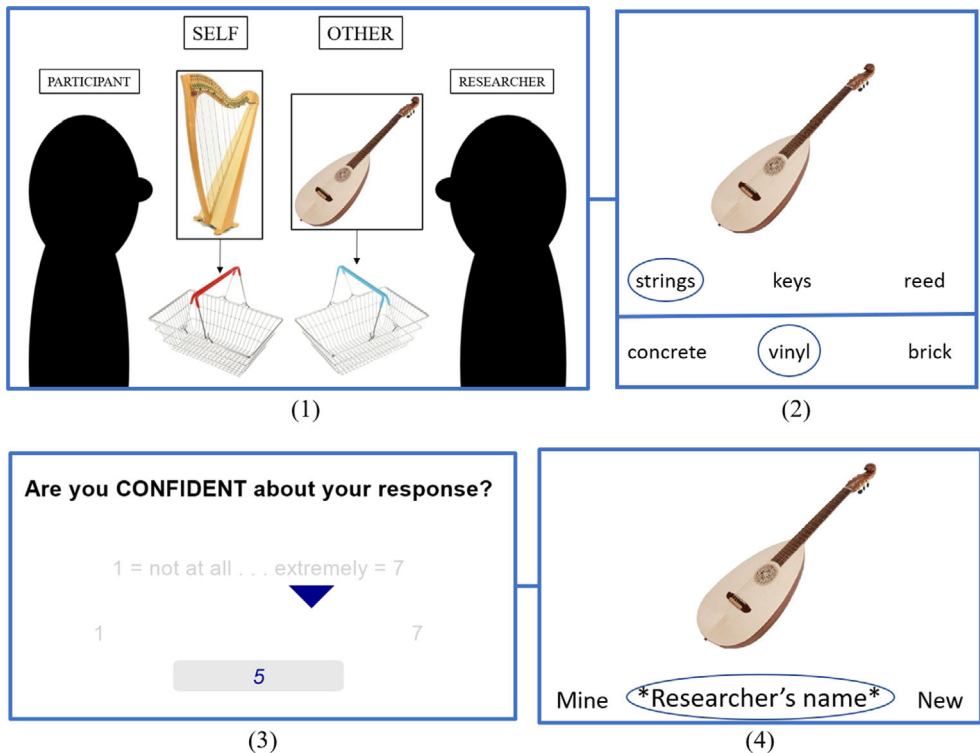 SELF OTHER
PARTICIPANT RESEARCHER
(1)
strings keys reed
concrete vinyl brick
(2)
Are you CONFIDENT about your response?
1 = not at all . . . extremely = 7
1 7
5
(3)
Mine *Researcher's name* New
(4)